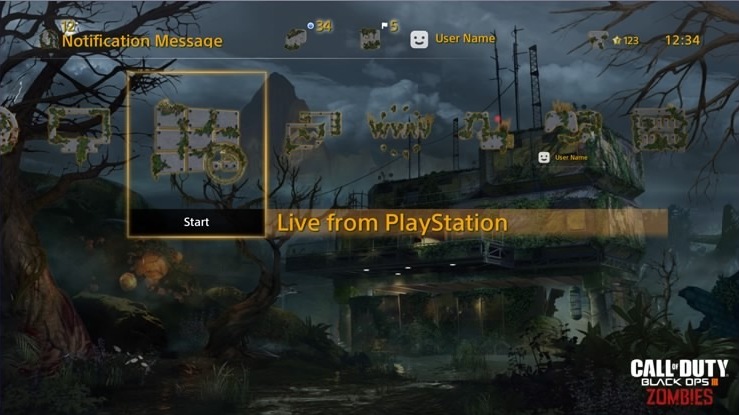 12
Notification Message
34
5
User Name
123
12:34
WWW
User Name
Start
Live from PlayStation
CALL OF DUTY
BLACK OPS III
ZOMBIES